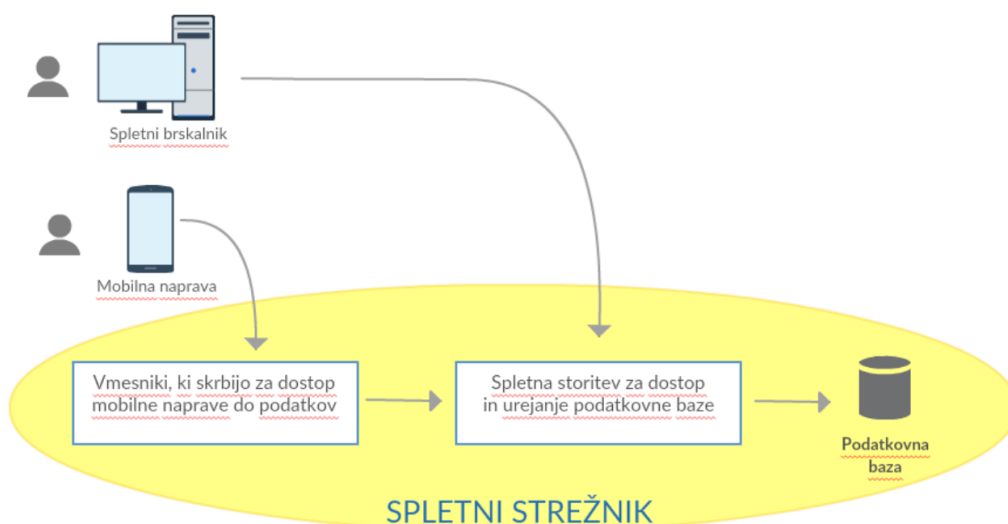 Spletni brskalnik
Mobilna naprava
Vmesniki, ki skrbijo za dostop
mobilne naprave do podatkov
Spletna storitev za dostop
in urejanje podatkovne baze
Podatkovna
baza
SPLETNI STREŽNIK